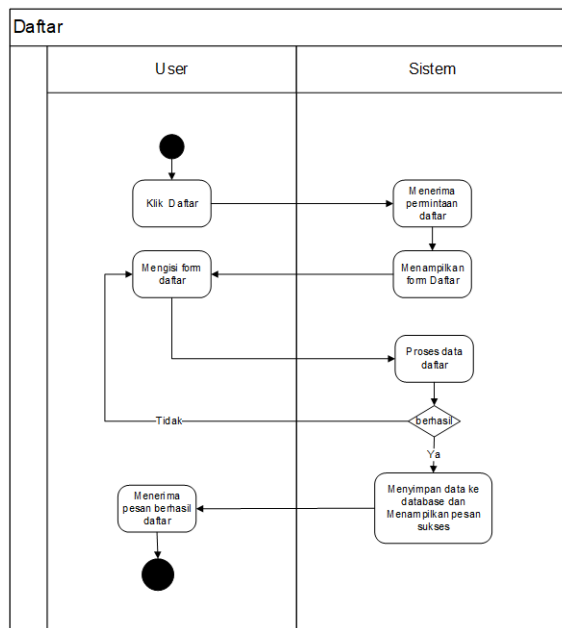 Daftar
User
Sistem
Klik Daftar
Menerima
permintaan
daftar
Mengisi form
daftar
Menampilkan
form Daftar
Proses data
daftar
Tidak
berhasil
Ya
Menerima
pesan berhasil
daftar
Menyimpan data ke
database dan
Menampilkan pesan
sukses